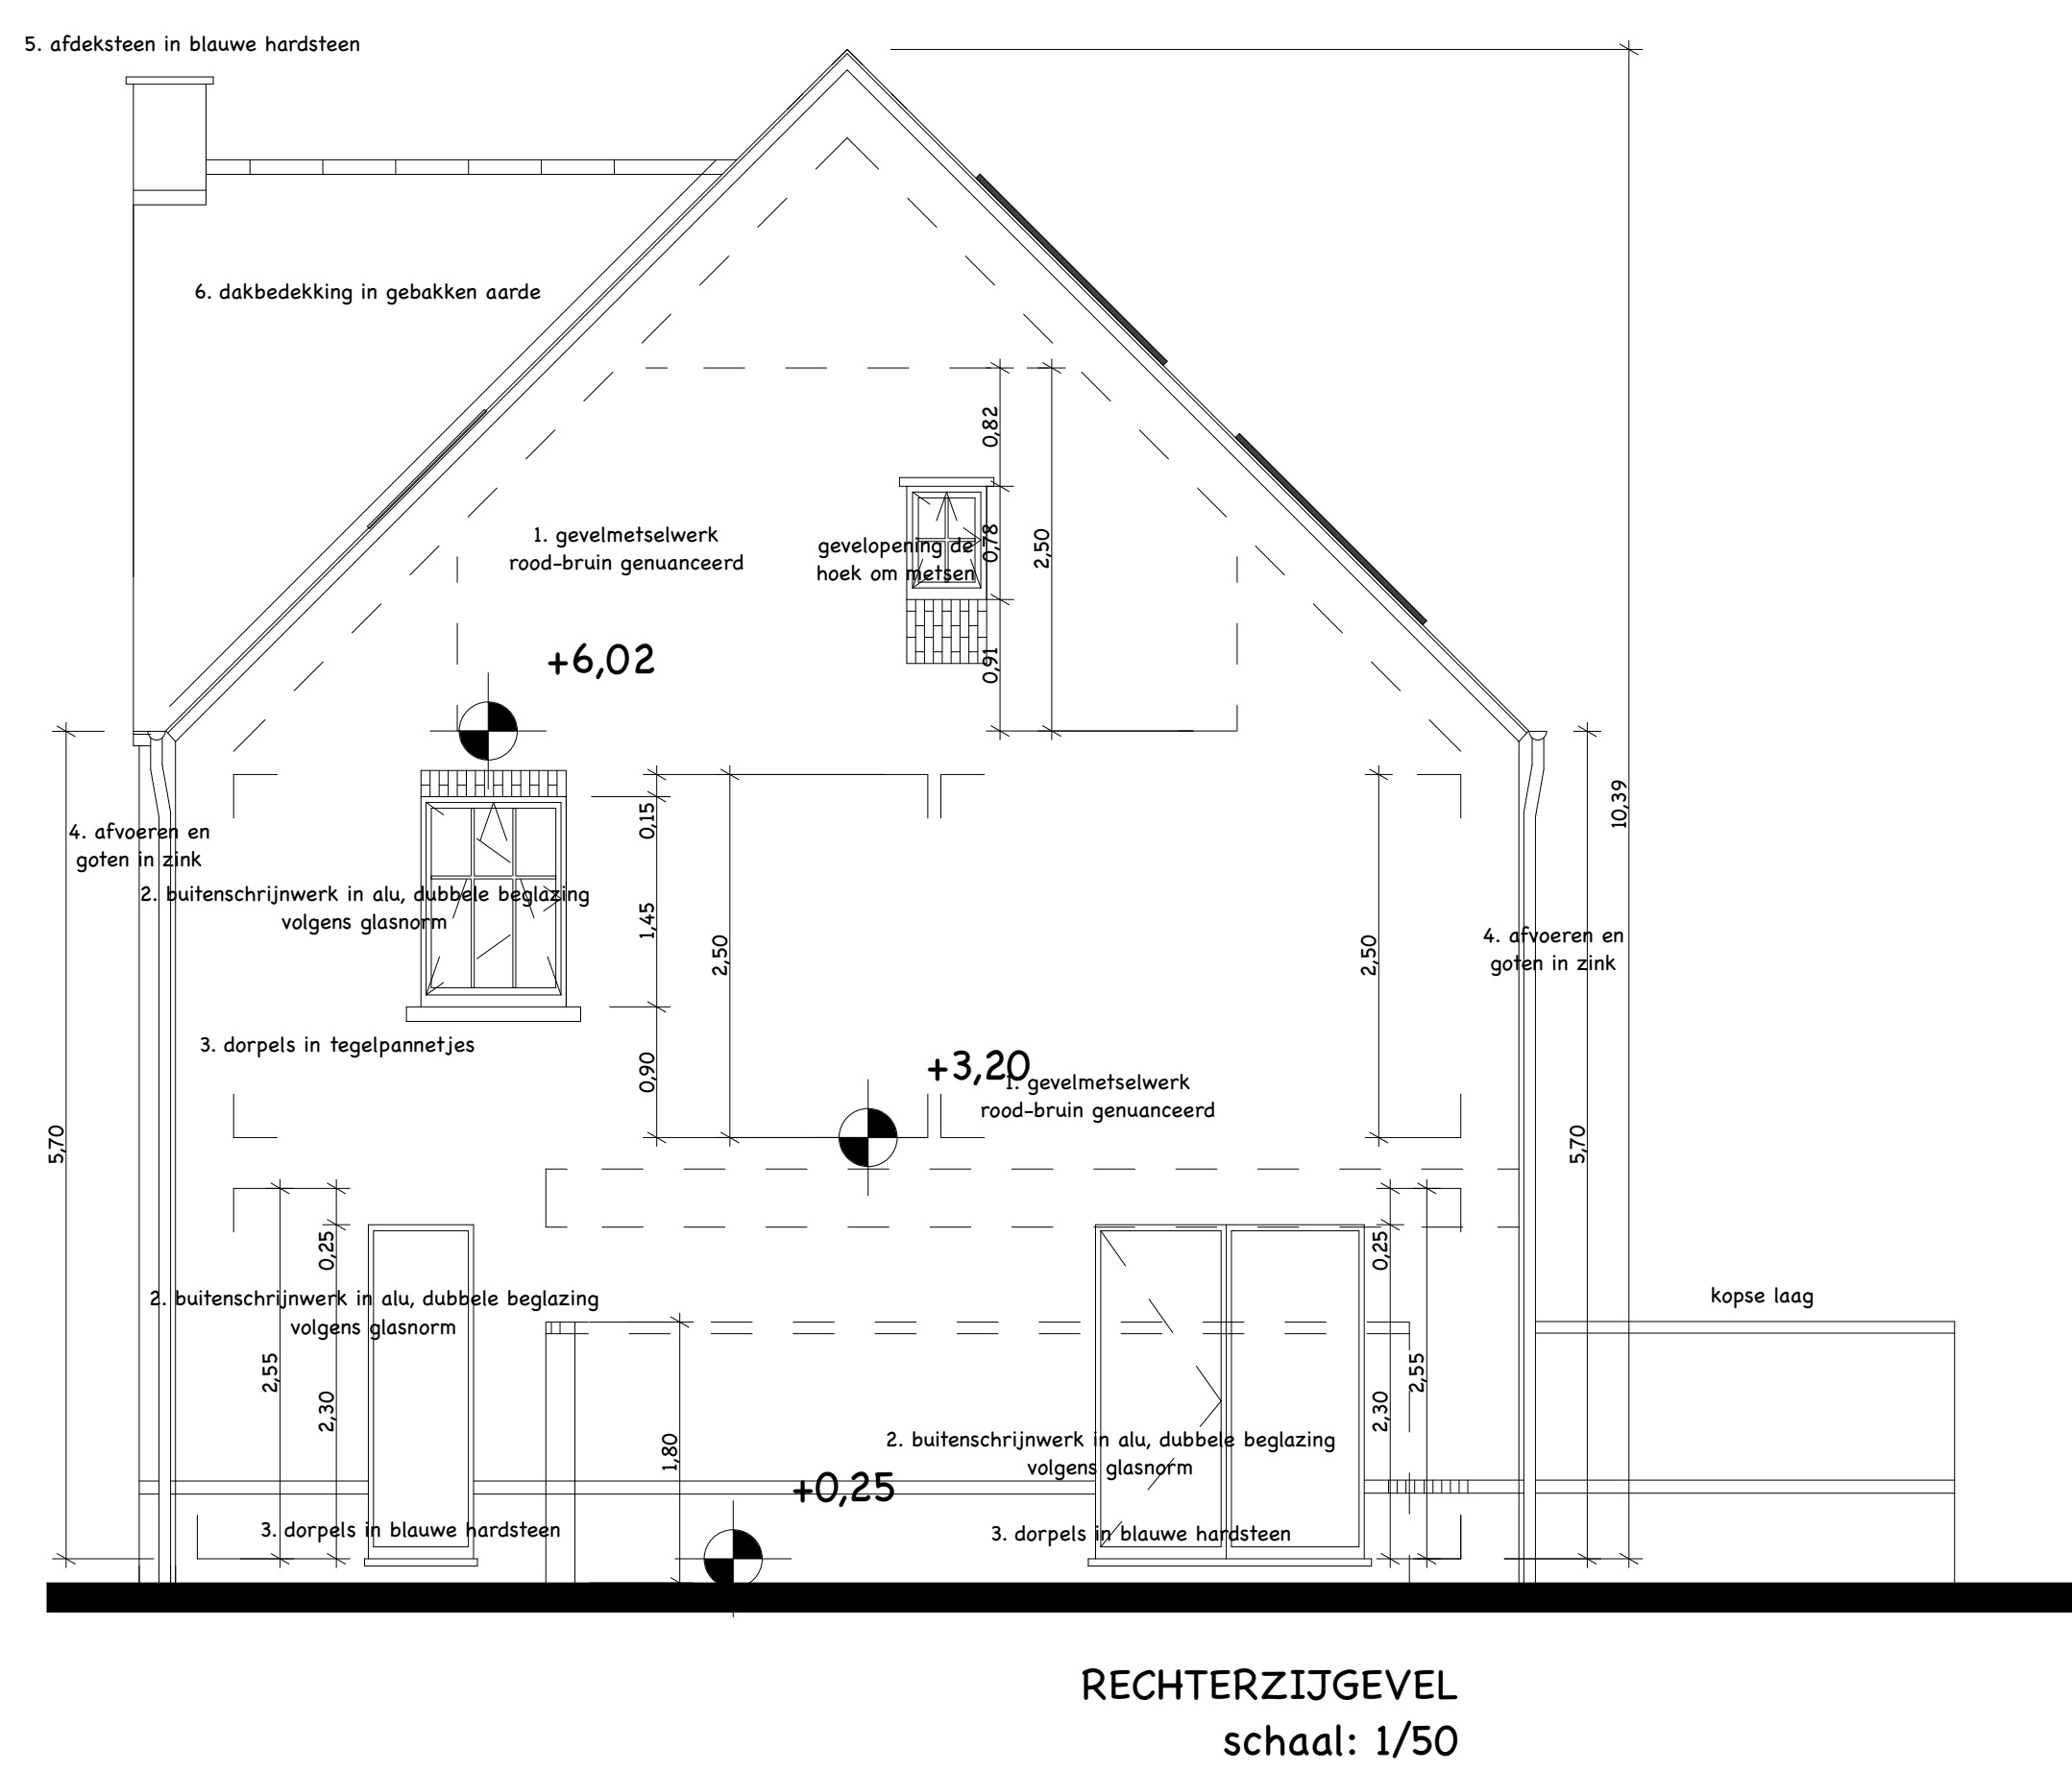 5. afdeksteen in blauwe hardsteen
6. dakbedekking in gebakken aarde
0,82
1. gevelmetselwerk
rood-bruin genuanceerd
gevelopening de
hoek om metsen
0,78
2,50
0,91
+6,02
10,39
4. afvoeren en
goten in zink
0,15
2. buitenschrijnwerk in alu, dubbele beglazing
volgens glasnorm
1,45
2,50
2,50
4. afvoeren en
goten in zink
3. dorpels in tegelpannetjes
0,90
+3,20
1. gevelmetselwerk
rood-bruin genuanceerd
5,70
5,70
0,25
0,25
2. buitenschrijnwerk in alu, dubbele beglazing
volgens glasnorm
kopse laag
2,55
2,30
2,55
2,30
1,80
2. buitenschrijnwerk in alu, dubbele beglazing
volgens glasnorm
+0,25
3. dorpels in blauwe hardsteen
3. dorpels in blauwe hardsteen
RECHTERZIJGEVEL
schaal: 1/50